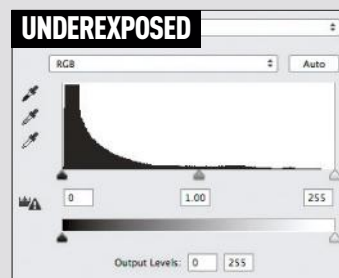 UNDEREXPOSED
RGB
Auto
0 1.00 255
Output Levels: 0 255